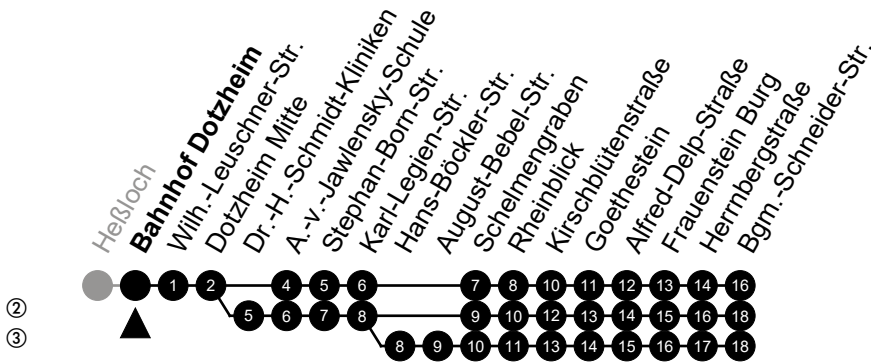 Heßloch
Bahnhof Dotzheim
Wilh.-Leuschner-Str.
Dotzheim Mitte
Dr.-H.-Schmidt-Kliniken
A.-v.-Jawlensky-Schule
Stephan-Born-Str.
Karl-Legien-Str.
Hans-Böckler-Str.
August-Bebel-Str.
Schelmengraben
Rheinblick
Kirschblütenstraße
Goethestein
Alfred-Delp-Straße
Frauenstein Burg
Herrnbergstraße
Bgm.-Schneider-Str.
1 2 4 5 6 7 8 10 11 12 13 14 16
② 5 6 7 8 9 10 12 13 14 15 16 18
③ 8 9 10 11 13 14 15 16 17 18